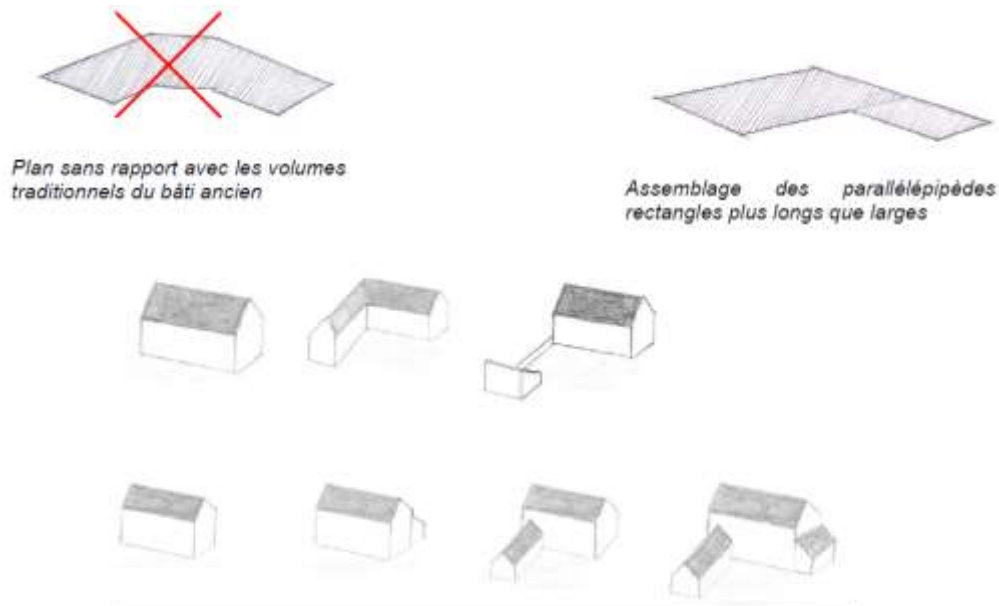 Plan sans rapport avec les volumes
traditionnels du bâti ancien
Assemblage des parallélépipèdes
rectangles plus longs que larges